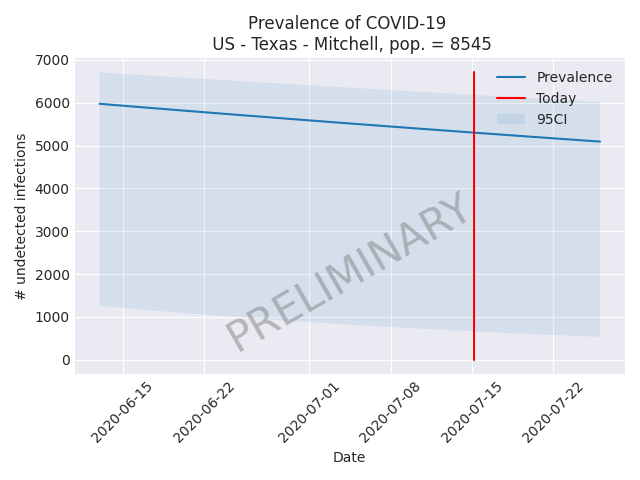 Prevalence of COVID-19
US - Texas - Mitchell, pop. = 8545
7000
6000
5000
4000
3000
2000
1000
0
# undetected infections
Prevalence
Today
95CI
PRELIMINARY
2020-06-15
2020-06-22
2020-07-01
2020-07-08
2020-07-15
2020-07-22
Date